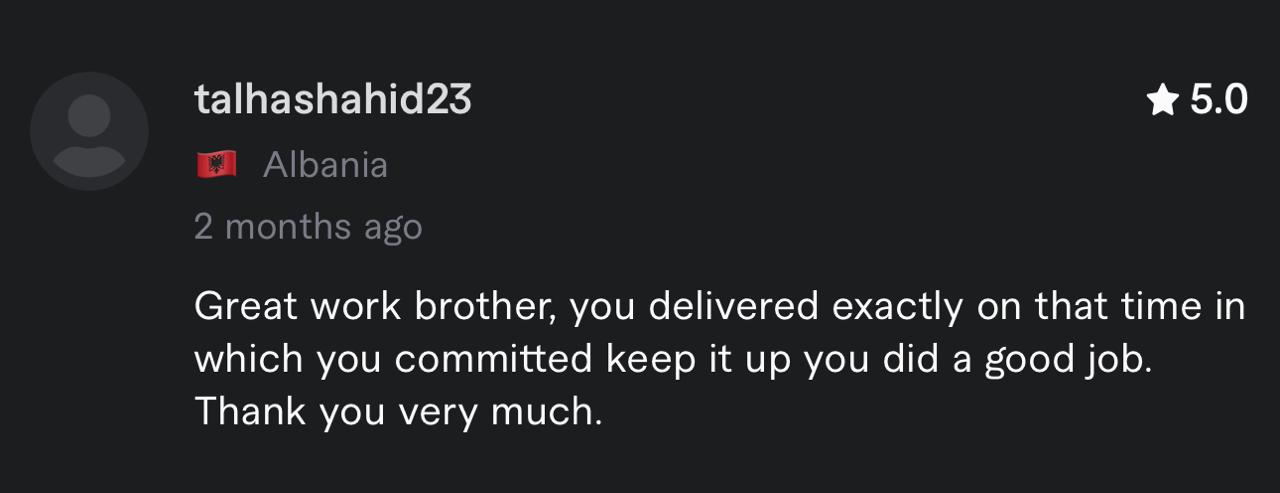 talhashahid23
5.0
Albania
2 months ago
Great work brother, you delivered exactly on that time in
which you committed keep it up you did a good job.
Thank you very much.